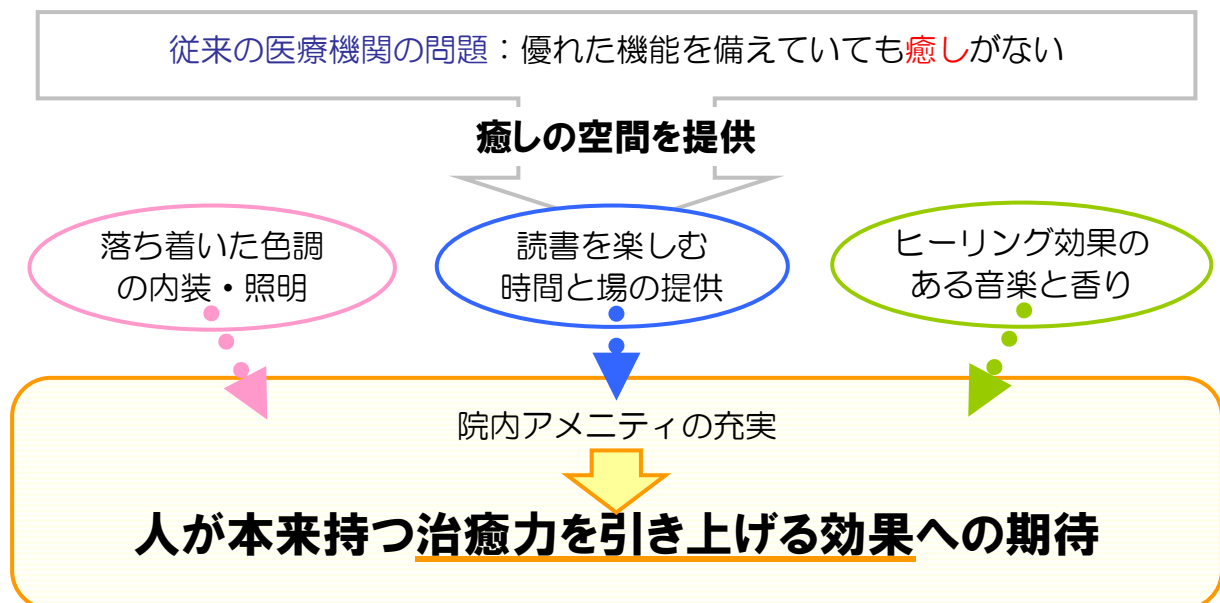 従来の医療機関の問題：優れた機能を備えていても癒しがない
癒しの空間を提供
落ち着いた色調
の内装・照明
読書を楽しむ
時間と場の提供
ヒーリング効果の
ある音楽と香り
院内アメニティの充実
人が本来持つ治癒力を引き上げる効果への期待